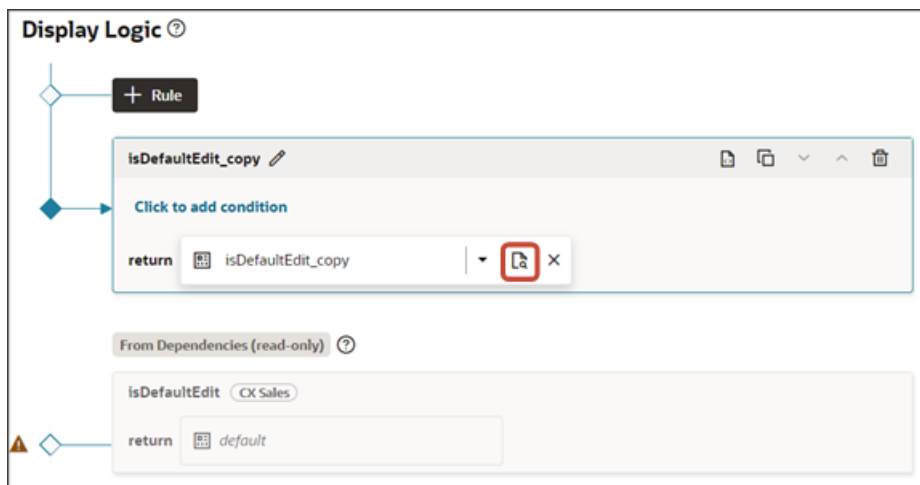 Display Logic
+ Rule
isDefaultEdit_copy
Click to add condition
return isDefaultEdit_copy
From Dependencies (read-only)
isDefaultEdit CX Sales
return default